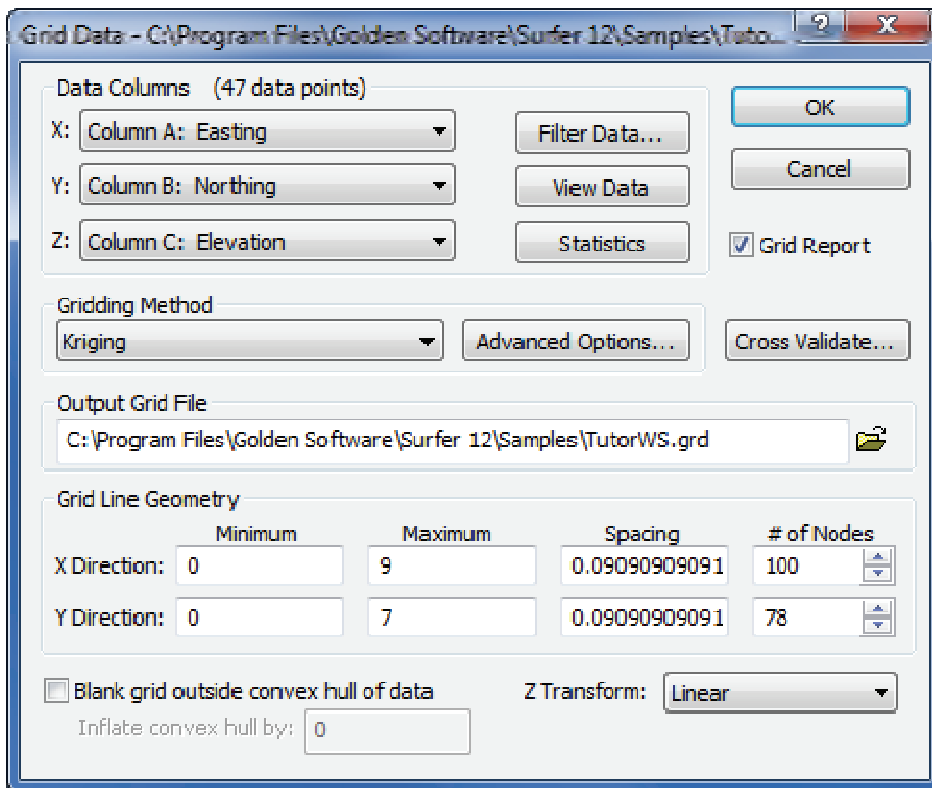 Grid Data - C:\Program Files\Golden Software\Surfer 12\Samples\Tuto...
Data Columns (47 data points)
X: Column A: Easting
Filter Data...
OK
Y: Column B: Northing
View Data
Cancel
Z: Column C: Elevation
Statistics
Grid Report
Gridding Method
Kriging
Advanced Options...
Cross Validate...
Output Grid File
C:\Program Files\Golden Software\Surfer 12\Samples\TutorWS.grd
Grid Line Geometry
Minimum Maximum Spacing # of Nodes
X Direction: 0 9 0.09090909091 100
Y Direction: 0 7 0.09090909091 78
Blank grid outside convex hull of data
Z Transform: Linear
Inflate convex hull by: 0